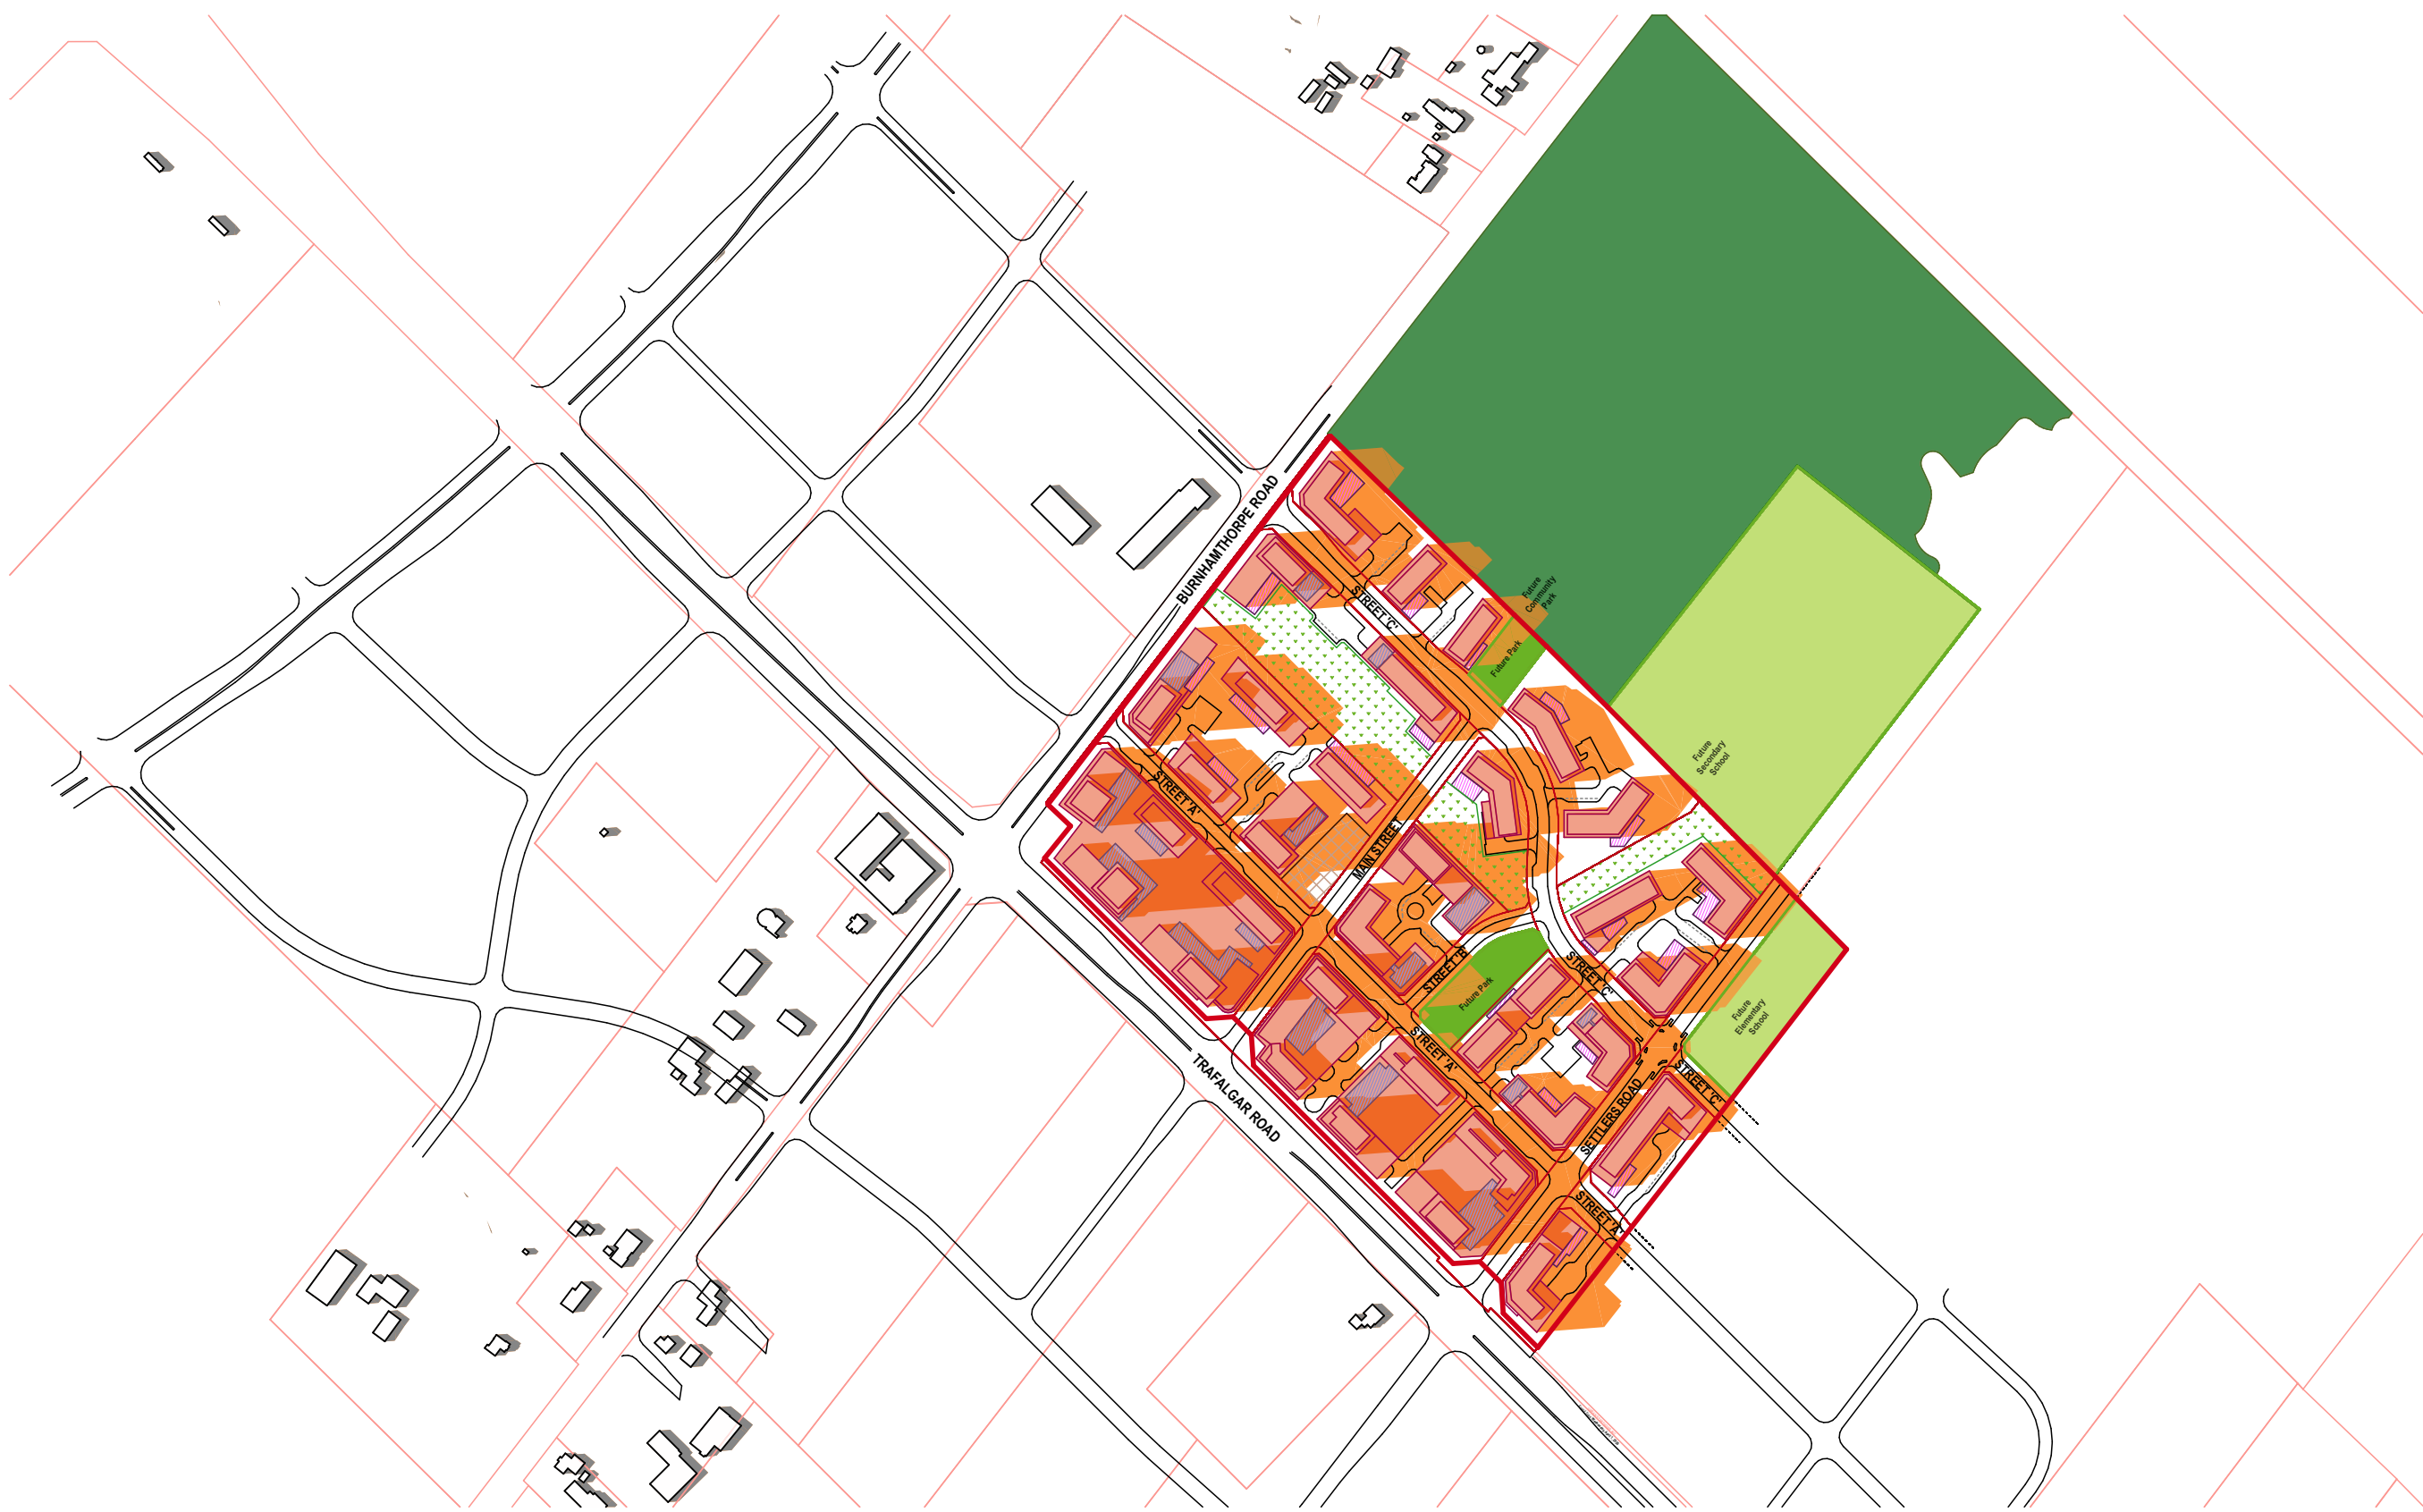 BURNHAMTHORPE ROAD
Future
Community
Park
STREET 'C'
Future Park
Future
Secondary
School
STREET 'A'
MAIN STREET
STREET 'B'
STREET 'C'
Future Park
Future
Elementary
School
STREET 'A'
TRAFALGAR ROAD
STREET 'C'
SETTLERS ROAD
STREET 'A'